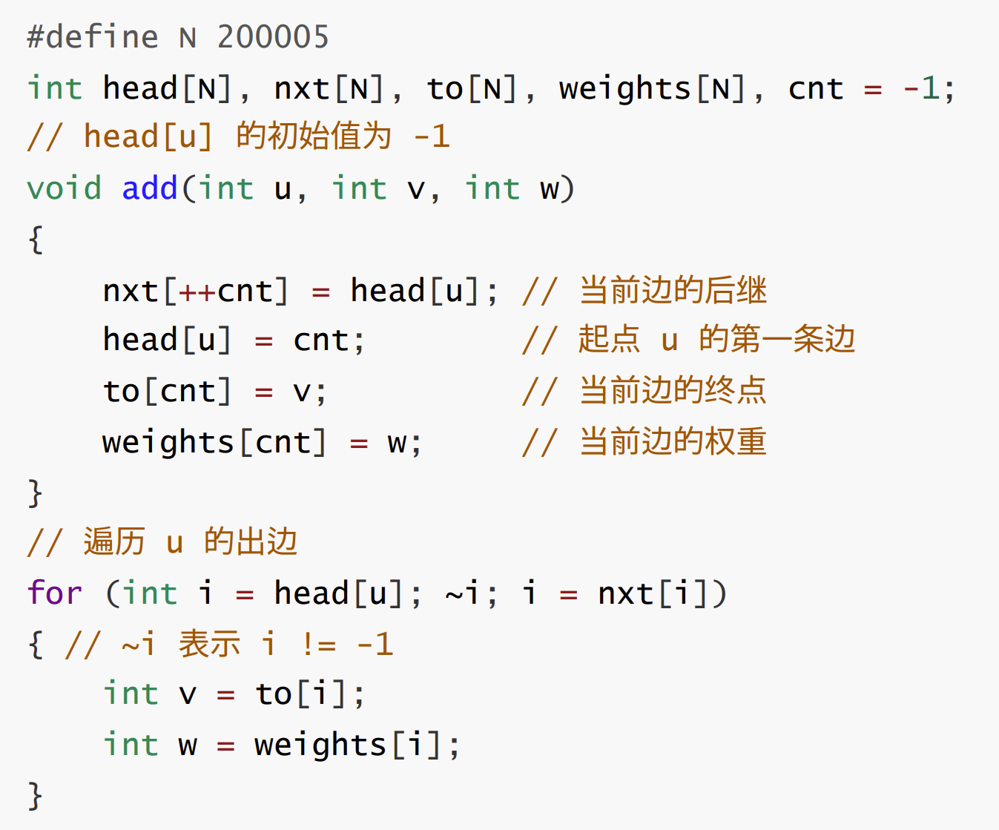 #define N 200005
int head[N], nxt[N], to[N], weights[N], cnt = -1;
// head[u] 的初始值为 -1
void add(int u, int v, int w)
{
    nxt[++cnt] = head[u]; // 当前边的后继
    head[u] = cnt;        // 起点 u 的第一条边
    to[cnt] = v;          // 当前边的终点
    weights[cnt] = w;     // 当前边的权重
}
// 遍历 u 的出边
for (int i = head[u]; ~i; i = nxt[i])
{ // ~i 表示 i != -1
    int v = to[i];
    int w = weights[i];
}